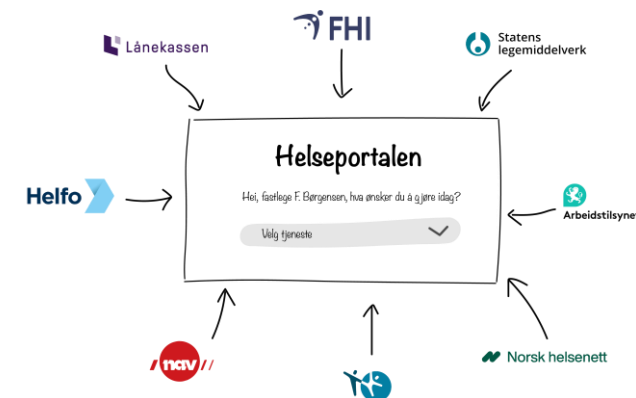 FHI
Lånekassen
Statens
legemiddelverk
Helseportalen
Hei, fastlege F. Børgensen, hva ønsker du å gjøre idag?
Velg tjeneste
Helfo
Arbeidstilsynet
nav
Norsk helsenett